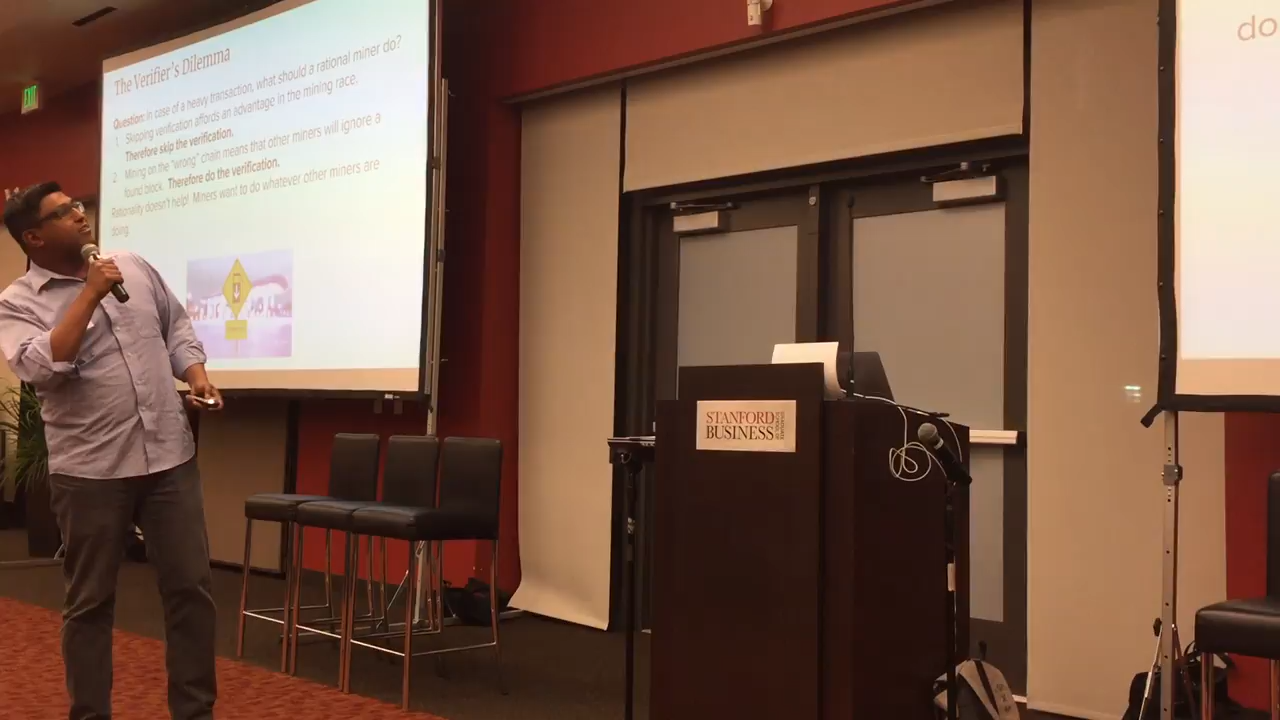 The Verifier's Dilemma
Question: In case of a heavy transaction, what should a rational miner do?
1. Skipping verification affords an advantage in the mining race.
Therefore skip the verification.
2. Mining on the "wrong" chain means that other miners will ignore a
found block. Therefore do the verification.
Rationality doesn't help! Miners want to do whatever other miners are
doing.
STANFORD
BUSINESS
do